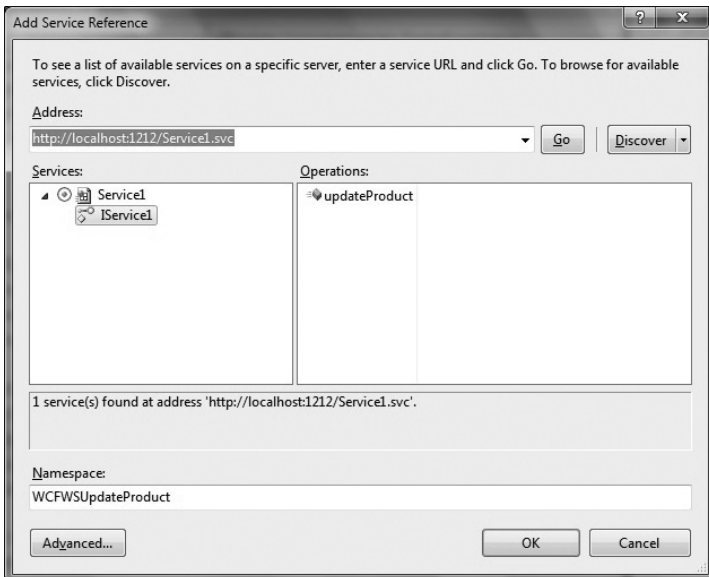 Add Service Reference
?
X
To see a list of available services on a specific server, enter a service URL and click Go. To browse for available
services, click Discover.
Address:
http://localhost:1212/Service1.svc
Go
Discover
Services:
Operations:
Service1
IService1
updateProduct
1 service(s) found at address 'http://localhost:1212/Service1.svc'.
Namespace:
WCFWSUpdateProduct
Advanced...
OK
Cancel